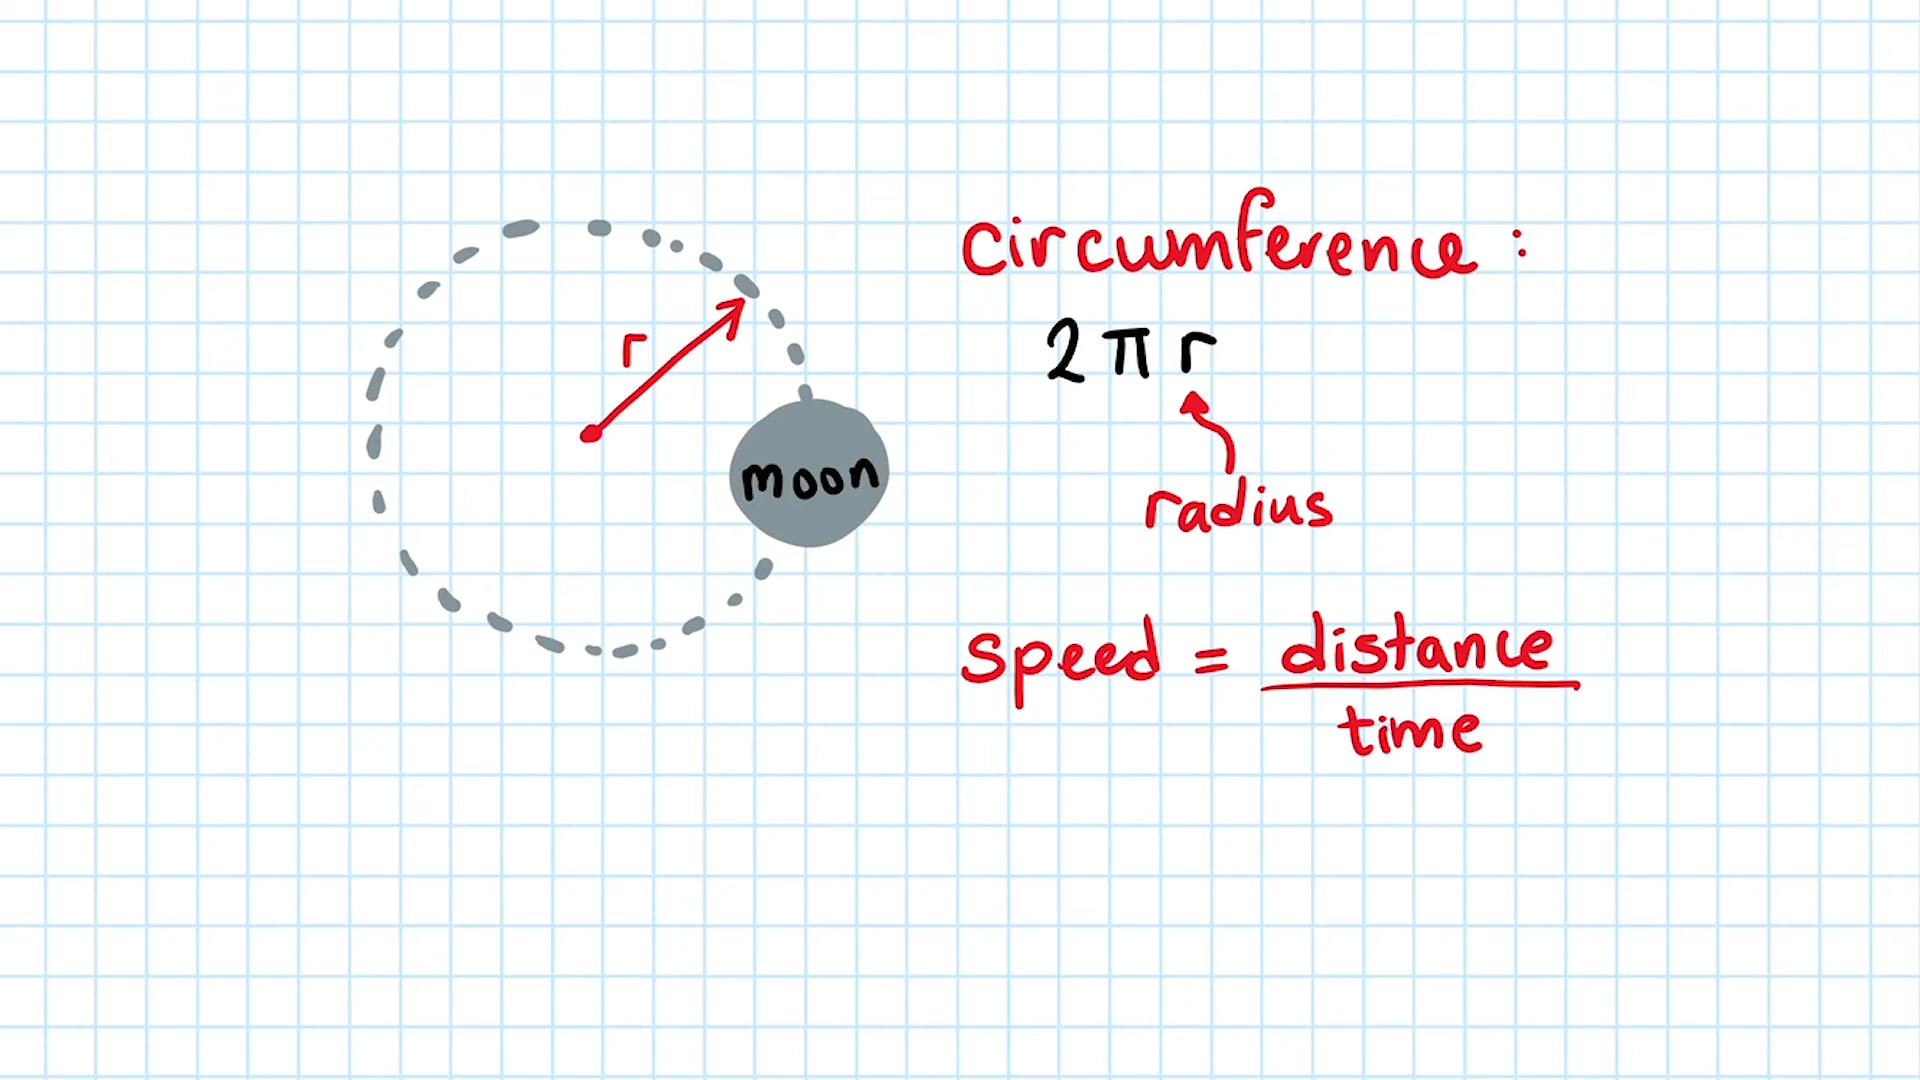 r
moon
circumference:
2πr
radius
speed = distance
time